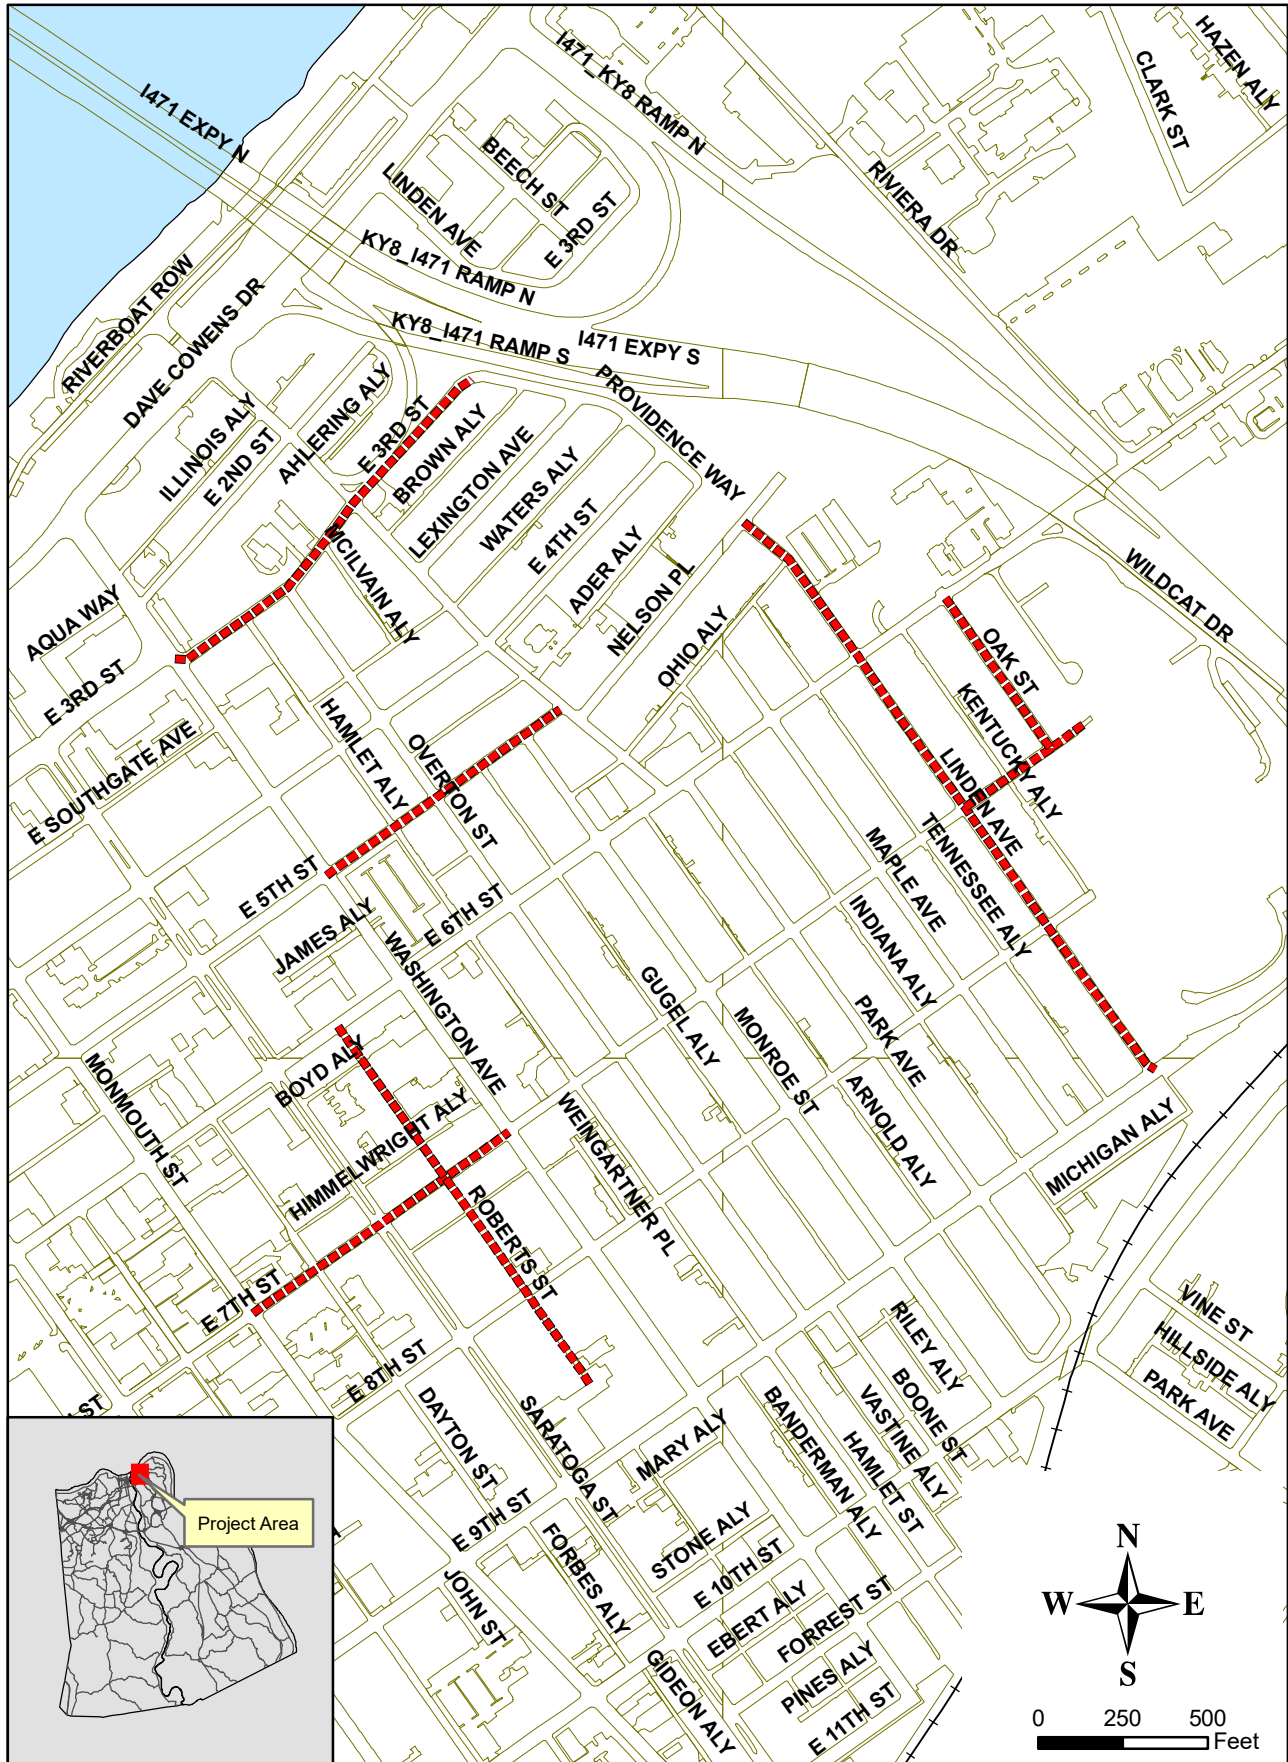 HAZEN ALY
I471_KY8 RAMP N
CLARK ST
I471 EXPY N
BEECH ST
LINDEN AVE
RIVIERA DR
E 3RD ST
KY8_I471 RAMP N
RIVERBOAT ROW
DAVE COWENS DR
KY8_I471 RAMP S
I471 EXPY S
PROVIDENCE WAY
ILLINOIS ALY
AHLERING ALY
E 2ND ST
E 3RD ST
BROWN ALY
LEXINGTON AVE
WATERS ALY
E 4TH ST
ADER ALY
NELSON PL
MCILVAIN ALY
WILDCAT DR
AQUA WAY
OHIO ALY
OAK ST
E 3RD ST
KENTUCKY ALY
HAMLET ALY
OVERTON ST
E SOUTHGATE AVE
LINDEN AVE
TENNESSEE ALY
MAPLE AVE
E 5TH ST
E 6TH ST
JAMES ALY
INDIANA ALY
WASHINGTON AVE
GUGEL ALY
MONROE ST
PARK AVE
BOYD ALY
MONMOUTH ST
ARNOLD ALY
HIMMELWRIGHT ALY
WEINGARTNER PL
MICHIGAN ALY
ROBERTS ST
E 7TH ST
VINE ST
HILLSIDE ALY
PARK AVE
RILEY ALY
BOONE ST
VASTINE ALY
E 8TH ST
DAYTON ST
SARATOGA ST
MARY ALY
BANDERMAN ALY
HAMLET ST
ST
E 9TH ST
STONE ALY
E 10TH ST
FORBES ALY
JOHN ST
EBERT ALY
FORREST ST
GIDEON ALY
PINES ALY
E 11TH ST
Project Area
N
W E
S
0 250 500
Feet